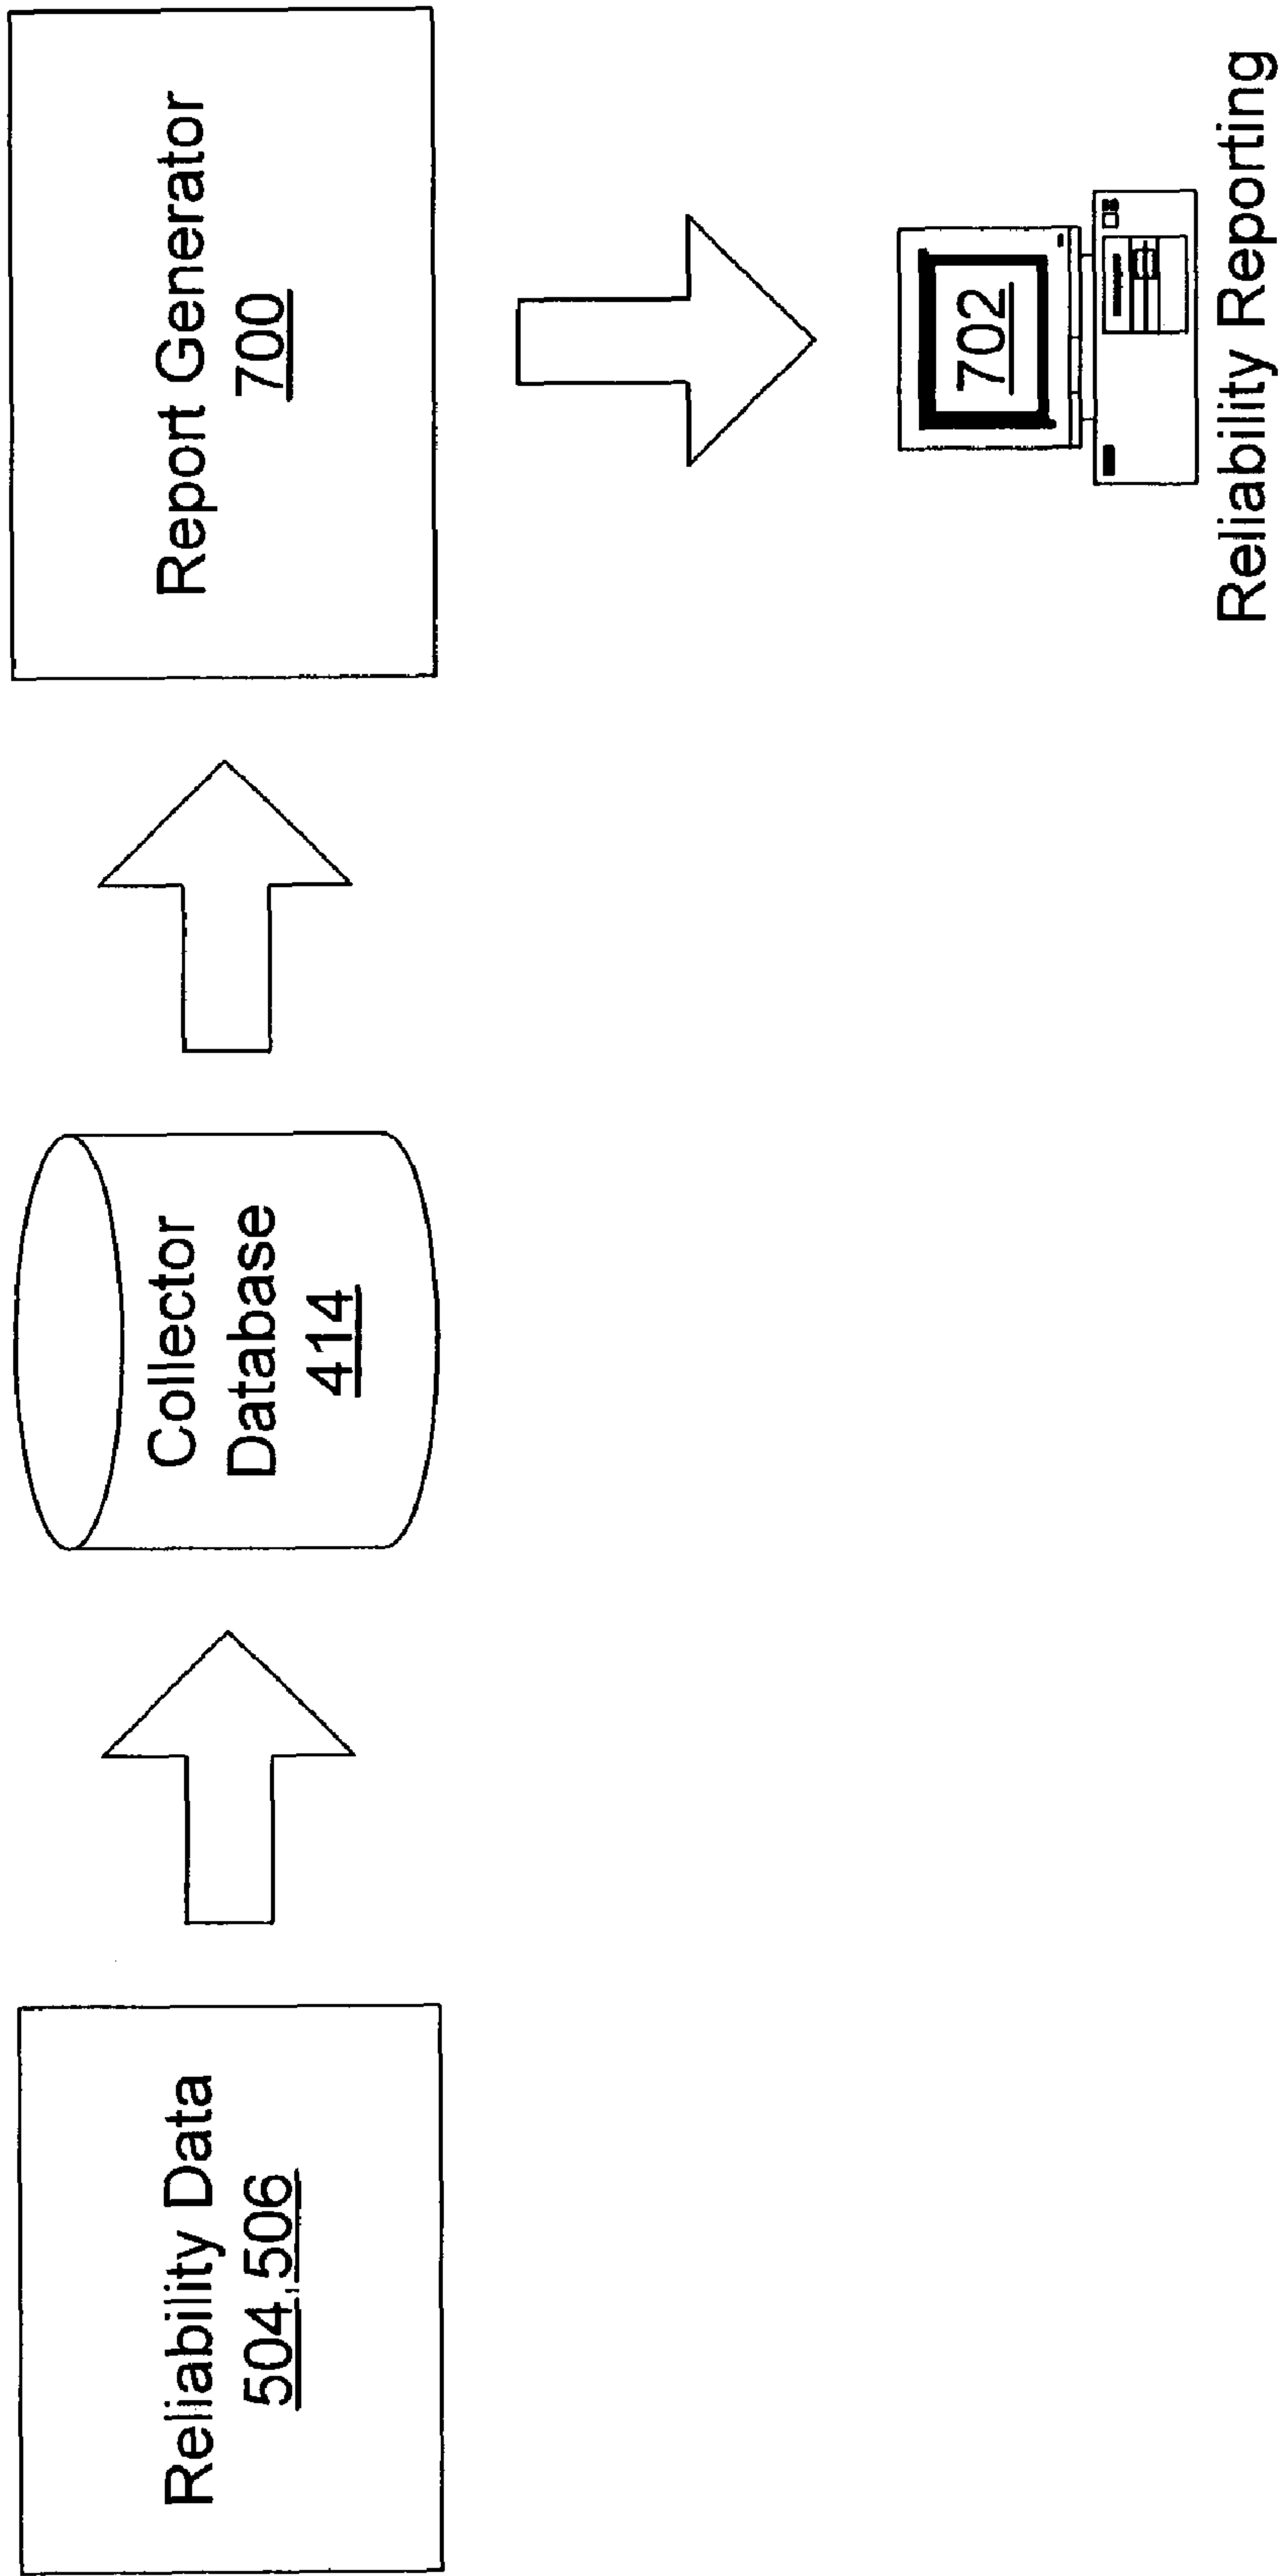 Reliability Data
504,506
Collector
Database
414
Report Generator
700
702
Reliability Reporting